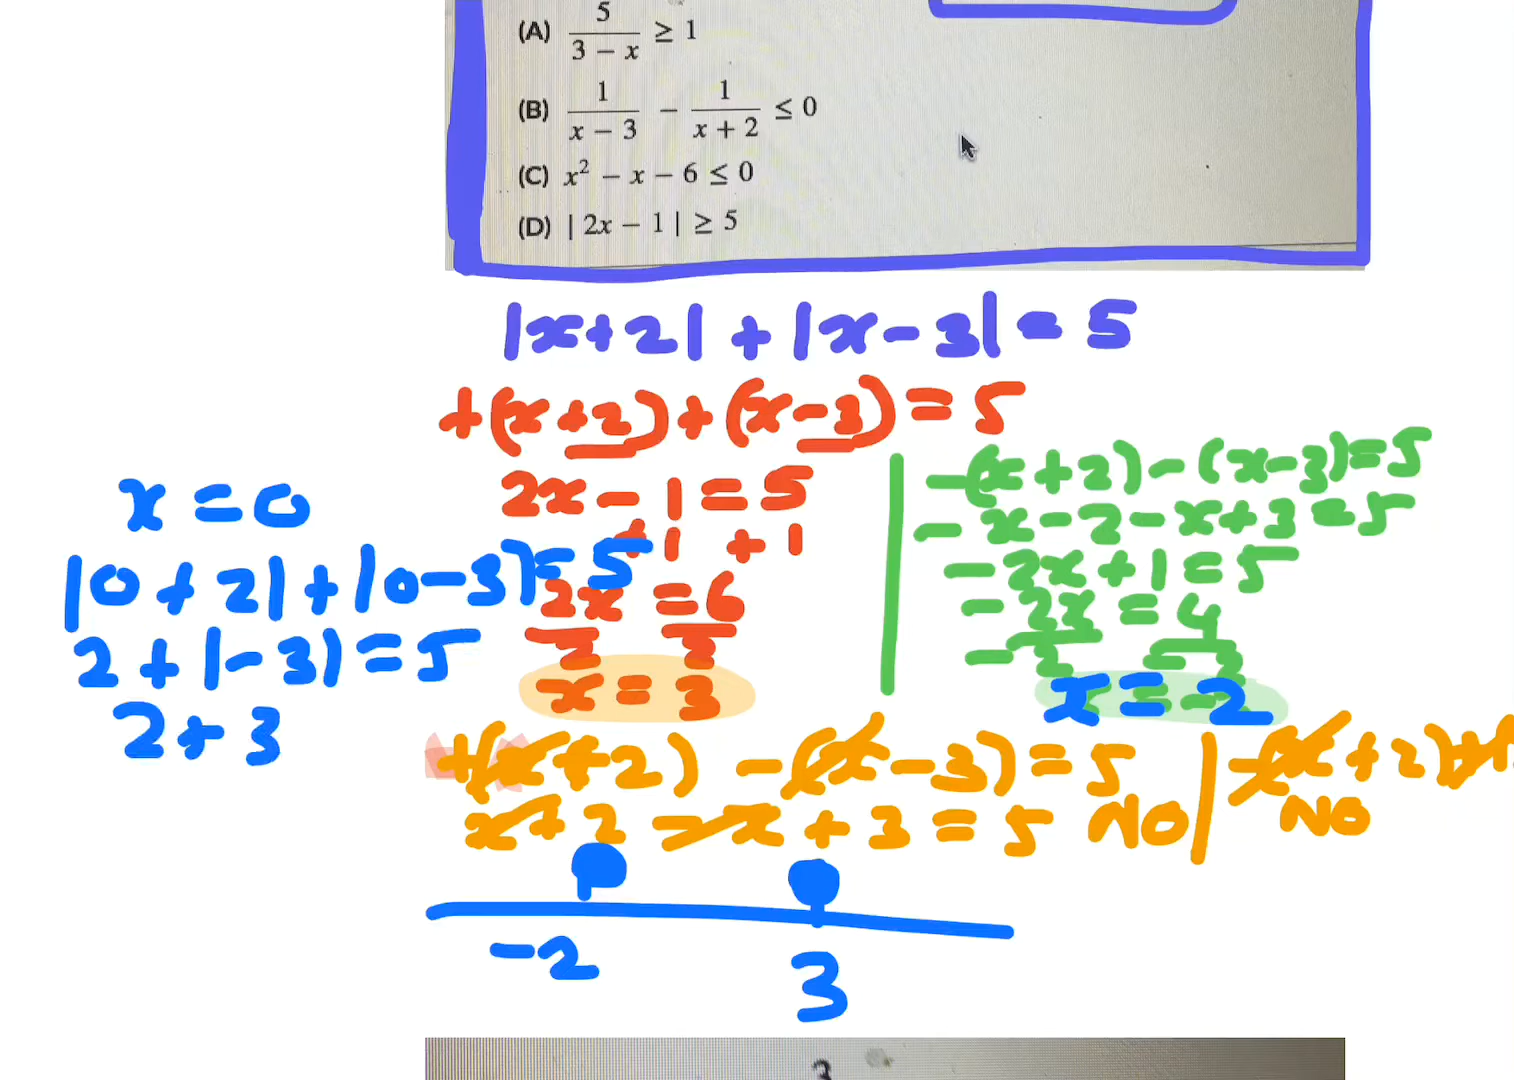 (A) 5/(3 − x) ≥ 1
(B) 1/(x − 3) − 1/(x + 2) ≤ 0
(C) x² − x − 6 ≤ 0
(D) | 2x − 1 | ≥ 5
|x+2| + |x−3| = 5
+(x+2)+(x−3) = 5
2x − 1 = 5
+1 +1
2x = 6
2 2
x = 3
−(x+2)−(x−3)=5
−x−2−x+3=5
−2x+1=5
−2x=4
−2 −2
x=−2
x=0
|0+2|+|0−3|=5
2+|−3|=5
2+3
+(x+2) −(x−3)=5
x+2−x+3=5 NO
−(x+2)+
NO
−2 3